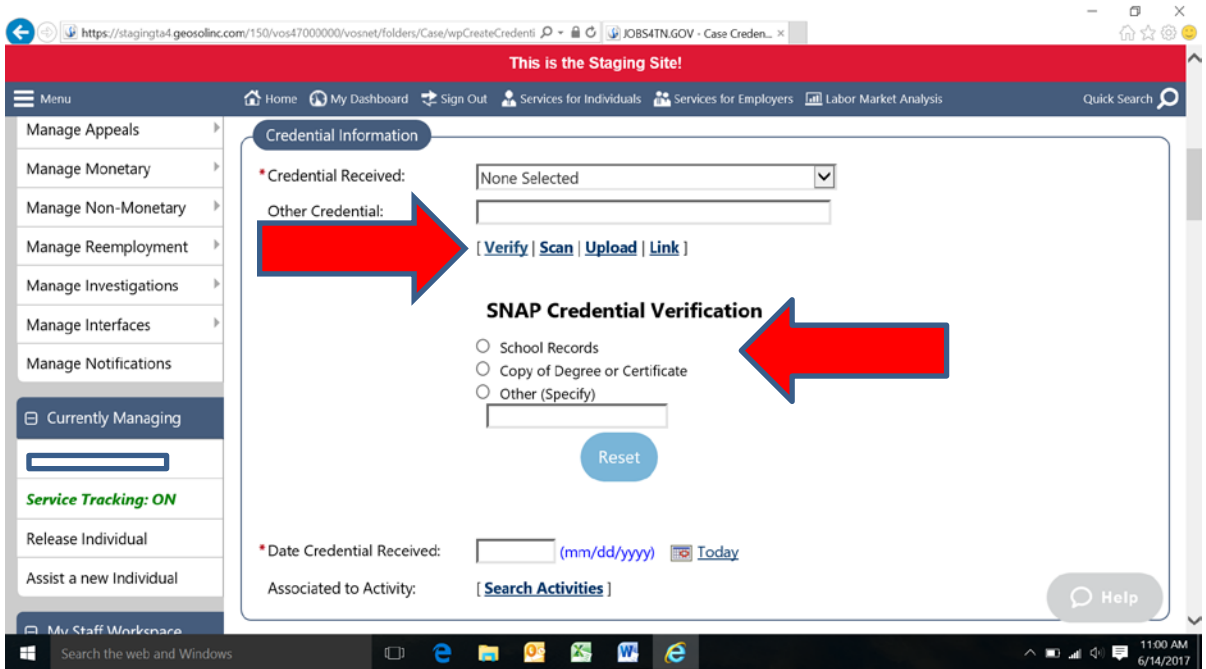 https://stagingta4.geosolinc.com/150/vos47000000/vosnet/folders/Case/wpCreateCredenti
JOBS4TN.GOV - Case Creden...
This is the Staging Site!
Menu Home My Dashboard Sign Out Services for Individuals Services for Employers Labor Market Analysis Quick Search
Manage Appeals
Manage Monetary
Manage Non-Monetary
Manage Reemployment
Manage Investigations
Manage Interfaces
Manage Notifications
Currently Managing
Service Tracking: ON
Release Individual
Assist a new Individual
My Staff Workspace
Credential Information
*Credential Received: None Selected
Other Credential:
[ Verify | Scan | Upload | Link ]
SNAP Credential Verification
School Records
Copy of Degree or Certificate
Other (Specify)
Reset
*Date Credential Received: (mm/dd/yyyy) Today
Associated to Activity: [ Search Activities ]
Help
Search the web and Windows
11:00 AM
6/14/2017